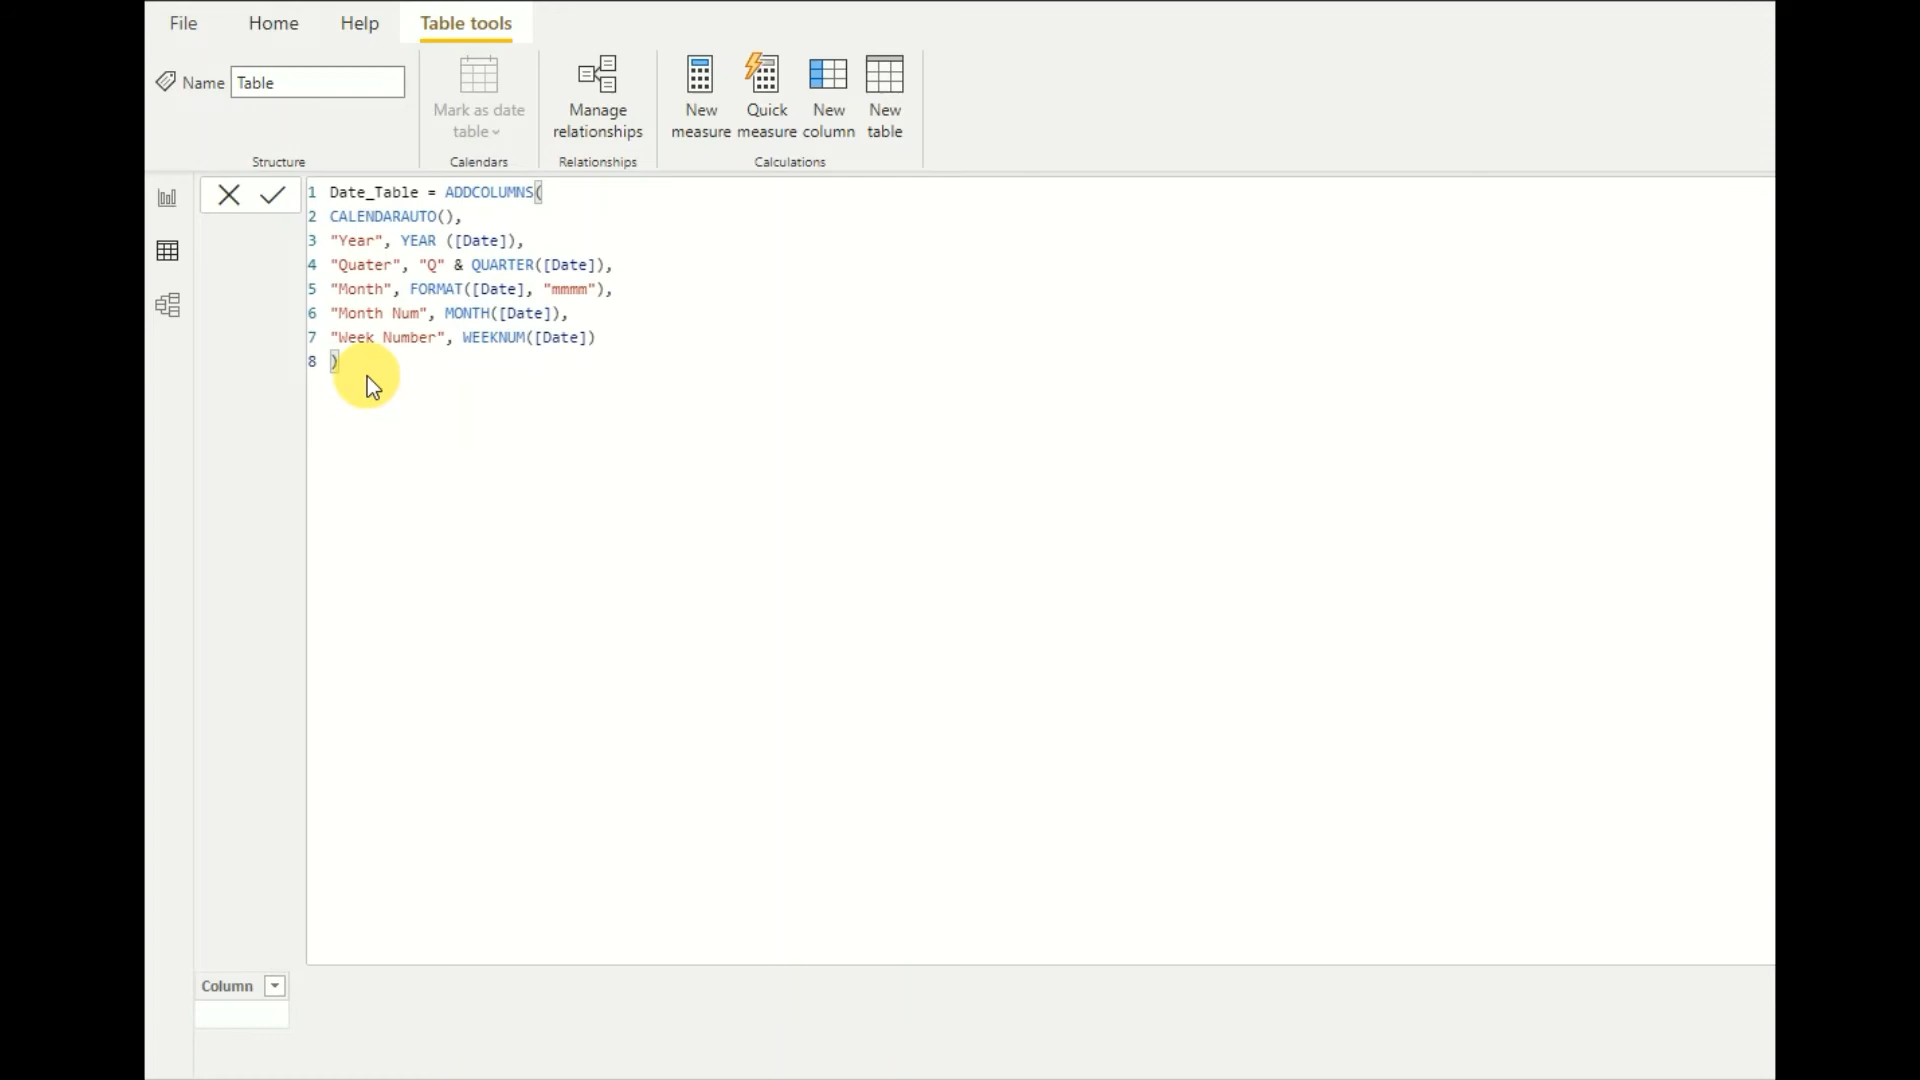 File Home Help Table tools
Name Table
Mark as date table
Manage relationships
New measure
Quick measure
New column
New table
Structure Calendars Relationships Calculations
1 Date_Table = ADDCOLUMNS(
2 CALENDARAUTO(),
3 "Year", YEAR ([Date]),
4 "Quater", "Q" & QUARTER([Date]),
5 "Month", FORMAT([Date], "mmmm"),
6 "Month Num", MONTH([Date]),
7 "Week Number", WEEKNUM([Date])
8 )
Column